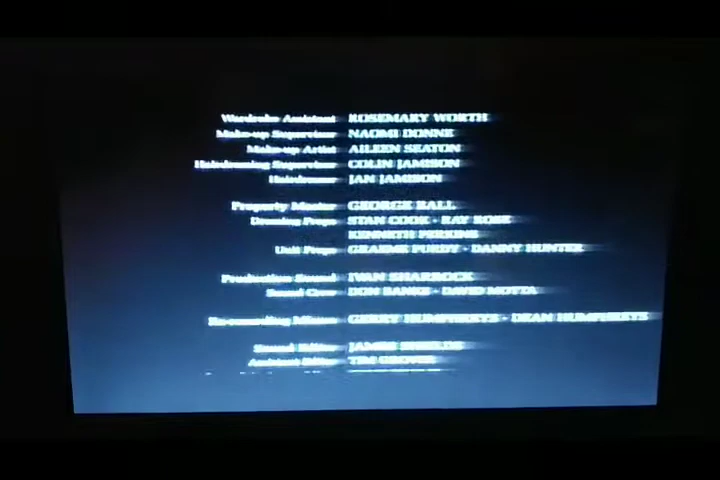 Wardrobe Assistant ROSEMARY WORTH
Make-up Supervisor NAOMI DONNE
Make-up Artist AILEEN SEATON
Hairdressing Supervisor COLIN JAMISON
Hairdresser JAN JAMISON
Property Master GEORGE BALL
Dressing Props STAN COOK - RAY ROSE
KENNETH PERKINS
Unit Props GRAEME PURDY - DANNY HUNTER
Production Sound IVAN SHARROCK
Sound Crew DON BANKS - DAVID MOTTA
Re-recording Mixers GERRY HUMPHREYS - DEAN HUMPHREYS
Sound Editor JAMES SHIELDS
Assistant Editor TIM GROVER